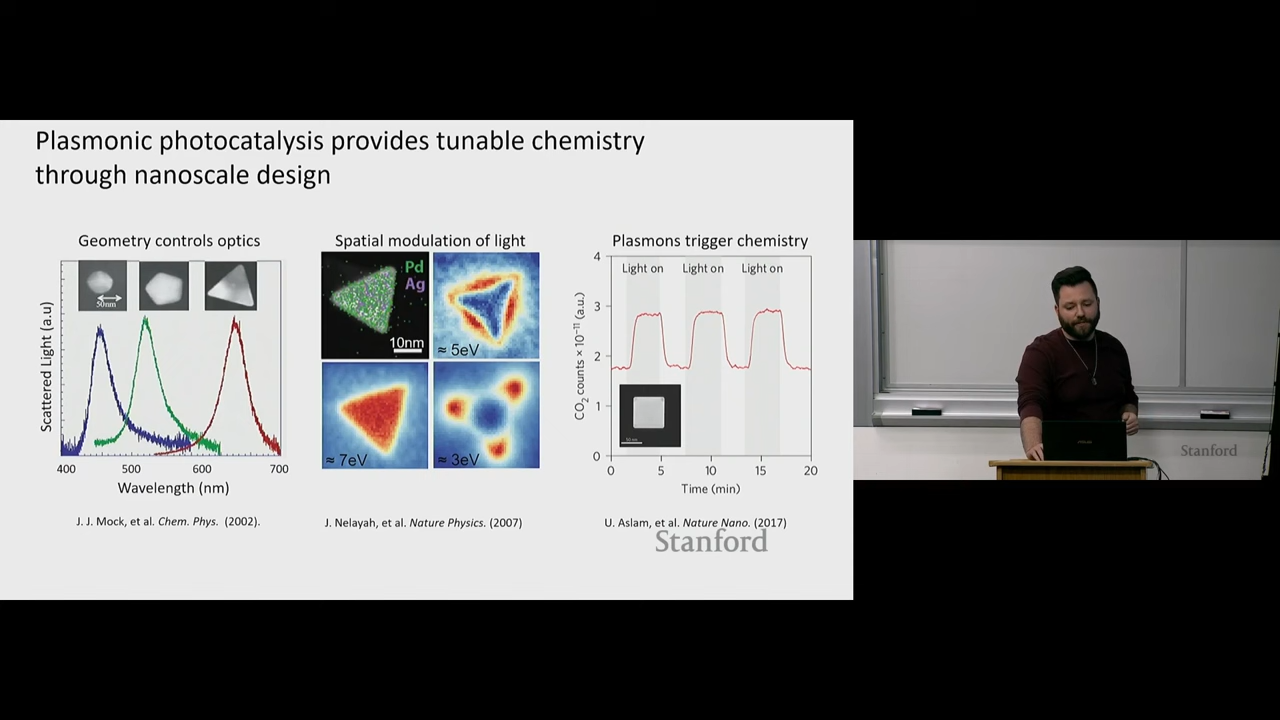 Plasmonic photocatalysis provides tunable chemistry
through nanoscale design
Geometry controls optics
50nm
Scattered Light (a.u)
400 500 600 700
Wavelength (nm)
J. J. Mock, et al. Chem. Phys. (2002).
Spatial modulation of light
Pd
Ag
10nm
≈ 5eV
≈ 7eV
≈ 3eV
J. Nelayah, et al. Nature Physics. (2007)
Plasmons trigger chemistry
Light on Light on Light on
CO₂ counts × 10⁻¹¹ (a.u.)
4
3
2
1
0
0 5 10 15 20
Time (min)
U. Aslam, et al. Nature Nano. (2017)
Stanford
Stanford